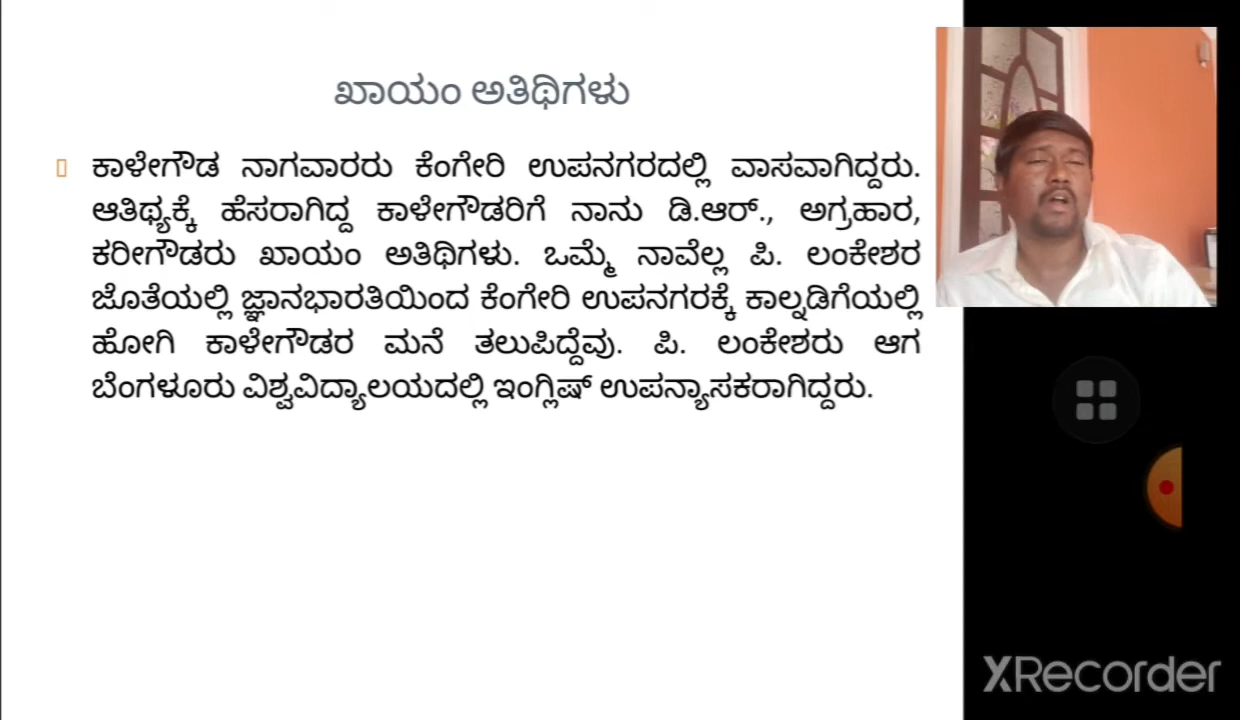 ಖಾಯಂ ಅತಿಥಿಗಳು
ಕಾಳೇಗೌಡ ನಾಗವಾರರು ಕೆಂಗೇರಿ ಉಪನಗರದಲ್ಲಿ ವಾಸವಾಗಿದ್ದರು.
ಆತಿಥ್ಯಕ್ಕೆ ಹೆಸರಾಗಿದ್ದ ಕಾಳೇಗೌಡರಿಗೆ ನಾನು ಡಿ.ಆರ್., ಅಗ್ರಹಾರ,
ಕರೀಗೌಡರು ಖಾಯಂ ಅತಿಥಿಗಳು. ಒಮ್ಮೆ ನಾವೆಲ್ಲ ಪಿ. ಲಂಕೇಶರ
ಜೊತೆಯಲ್ಲಿ ಜ್ಞಾನಭಾರತಿಯಿಂದ ಕೆಂಗೇರಿ ಉಪನಗರಕ್ಕೆ ಕಾಲ್ನಡಿಗೆಯಲ್ಲಿ
ಹೋಗಿ ಕಾಳೇಗೌಡರ ಮನೆ ತಲುಪಿದ್ದೆವು. ಪಿ. ಲಂಕೇಶರು ಆಗ
ಬೆಂಗಳೂರು ವಿಶ್ವವಿದ್ಯಾಲಯದಲ್ಲಿ ಇಂಗ್ಲಿಷ್ ಉಪನ್ಯಾಸಕರಾಗಿದ್ದರು.
XRecorder